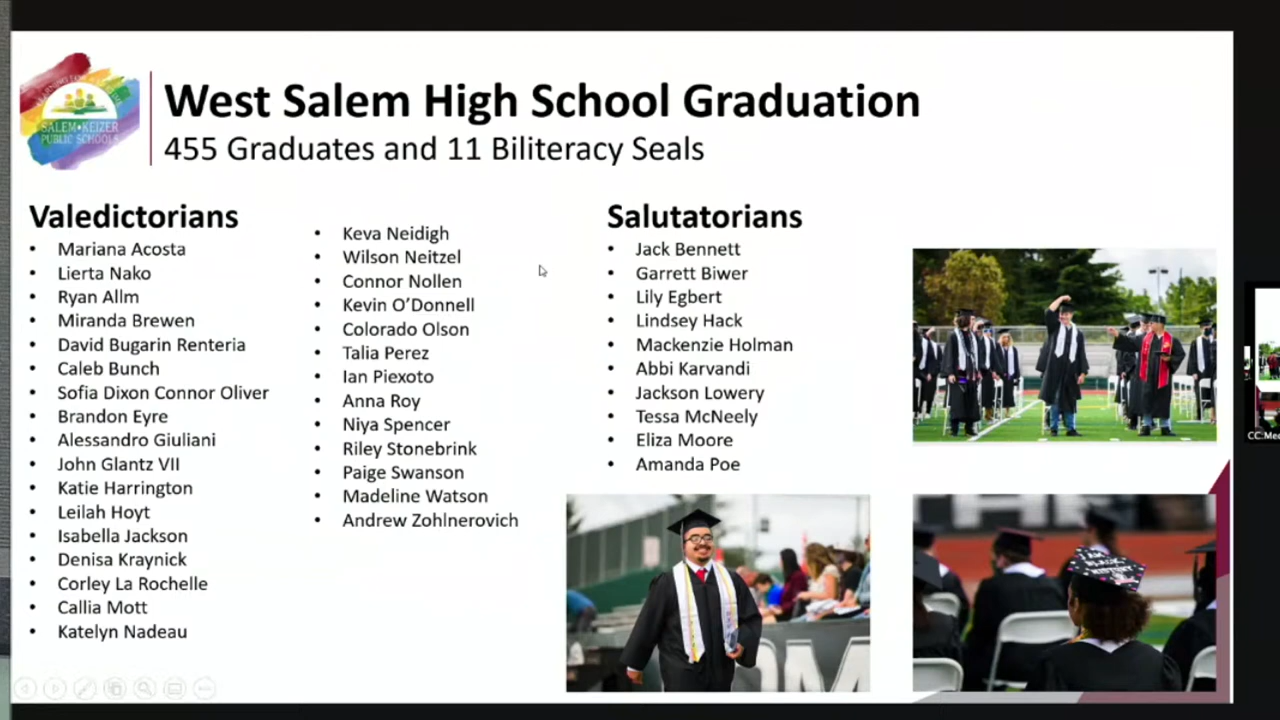 SALEM•KEIZER
PUBLIC SCHOOLS
West Salem High School Graduation
455 Graduates and 11 Biliteracy Seals
Valedictorians
• Mariana Acosta
• Lierta Nako
• Ryan Allm
• Miranda Brewen
• David Bugarin Renteria
• Caleb Bunch
• Sofia Dixon Connor Oliver
• Brandon Eyre
• Alessandro Giuliani
• John Glantz VII
• Katie Harrington
• Leilah Hoyt
• Isabella Jackson
• Denisa Kraynick
• Corley La Rochelle
• Callia Mott
• Katelyn Nadeau
• Keva Neidigh
• Wilson Neitzel
• Connor Nollen
• Kevin O’Donnell
• Colorado Olson
• Talia Perez
• Ian Piexoto
• Anna Roy
• Niya Spencer
• Riley Stonebrink
• Paige Swanson
• Madeline Watson
• Andrew Zohlnerovich
Salutatorians
• Jack Bennett
• Garrett Biwer
• Lily Egbert
• Lindsey Hack
• Mackenzie Holman
• Abbi Karvandi
• Jackson Lowery
• Tessa McNeely
• Eliza Moore
• Amanda Poe
I AM
BLACK
HISTORY
CC:Med